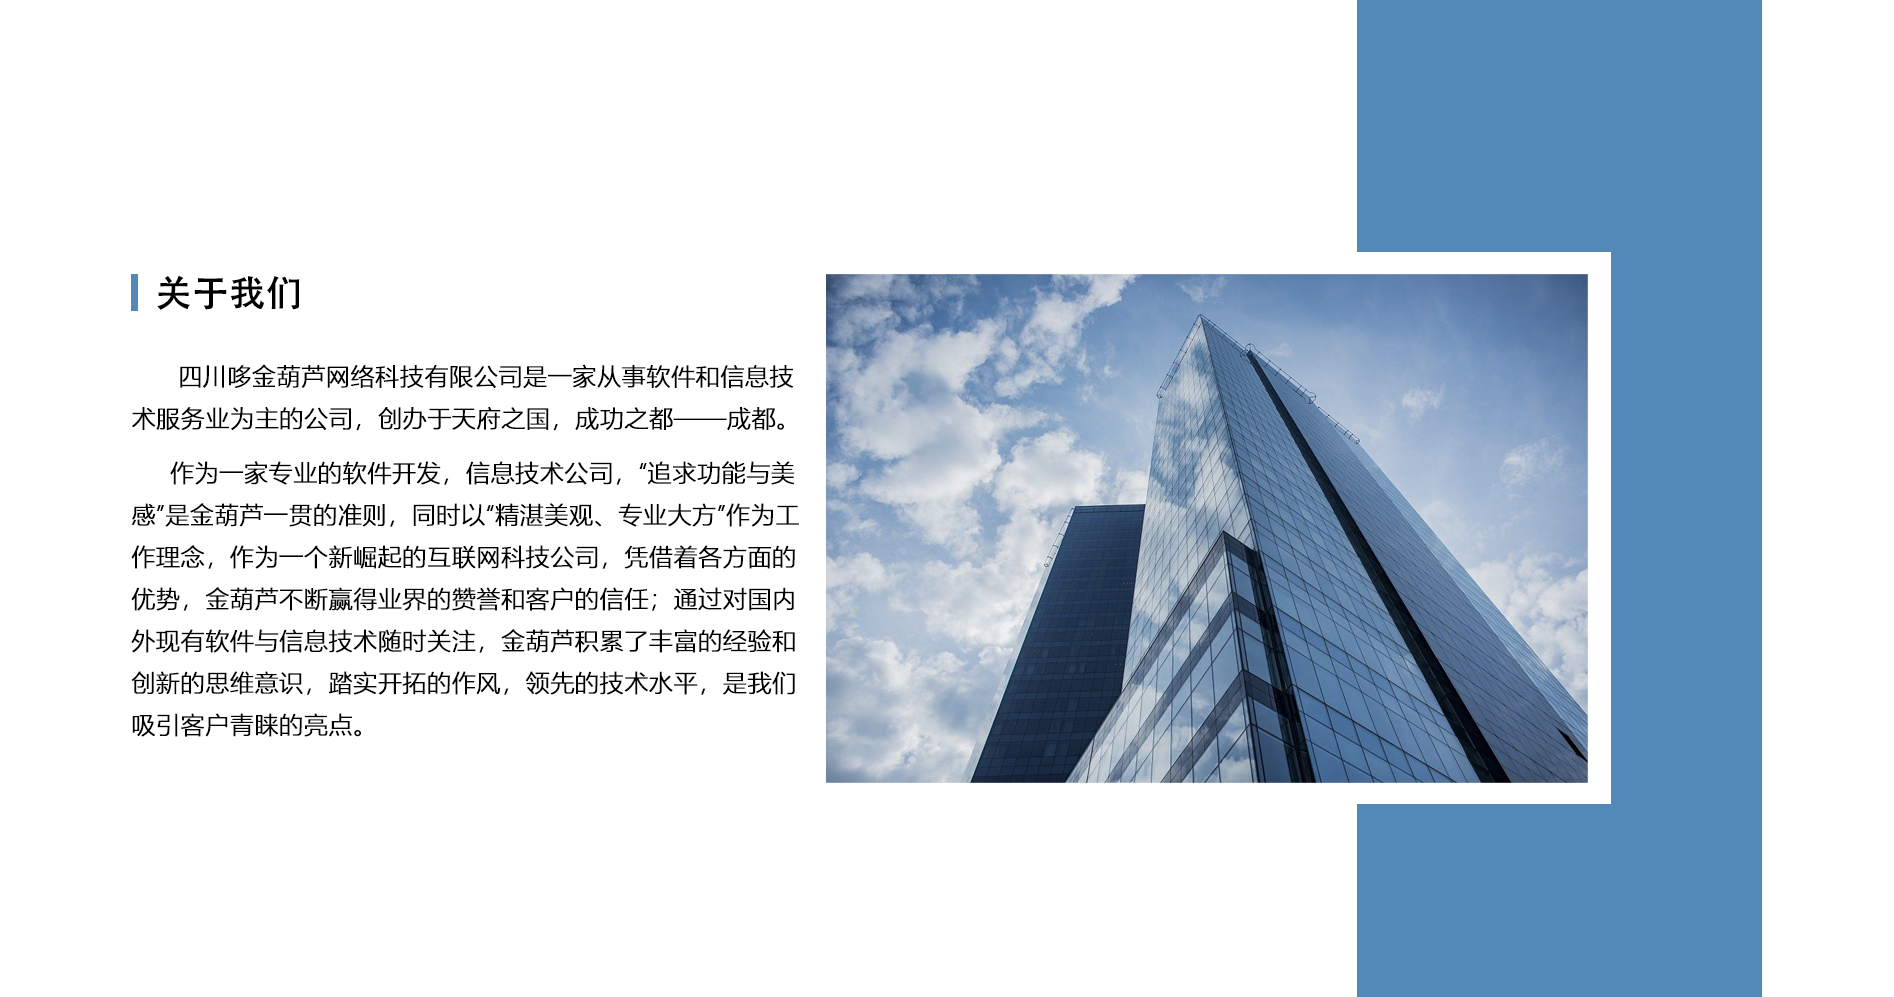 关于我们
四川哆金葫芦网络科技有限公司是一家从事软件和信息技
术服务业为主的公司，创办于天府之国，成功之都——成都。
作为一家专业的软件开发，信息技术公司，"追求功能与美
感"是金葫芦一贯的准则，同时以"精湛美观、专业大方"作为工
作理念，作为一个新崛起的互联网科技公司，凭借着各方面的
优势，金葫芦不断赢得业界的赞誉和客户的信任；通过对国内
外现有软件与信息技术随时关注，金葫芦积累了丰富的经验和
创新的思维意识，踏实开拓的作风，领先的技术水平，是我们
吸引客户青睐的亮点。